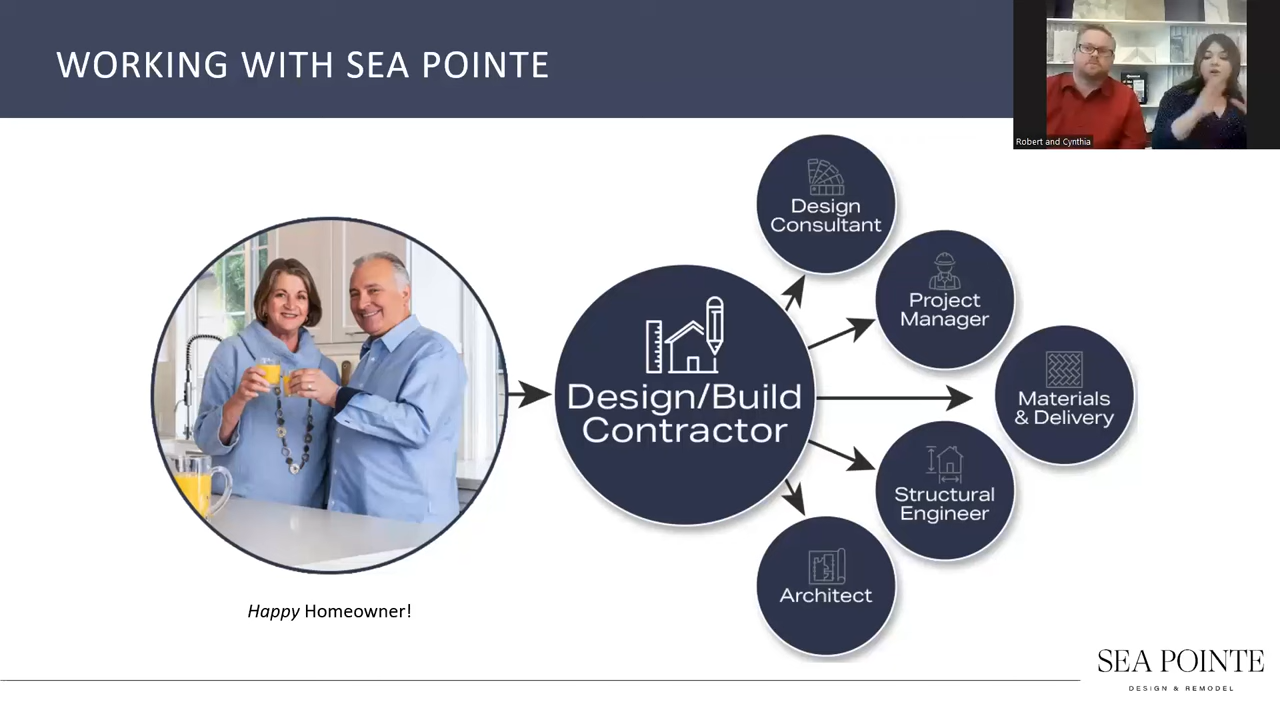 WORKING WITH SEA POINTE
Robert and Cynthia
Design
Consultant
Project
Manager
Design/Build
Contractor
Materials
& Delivery
Structural
Engineer
Architect
Happy Homeowner!
SEA POINTE
DESIGN & REMODEL